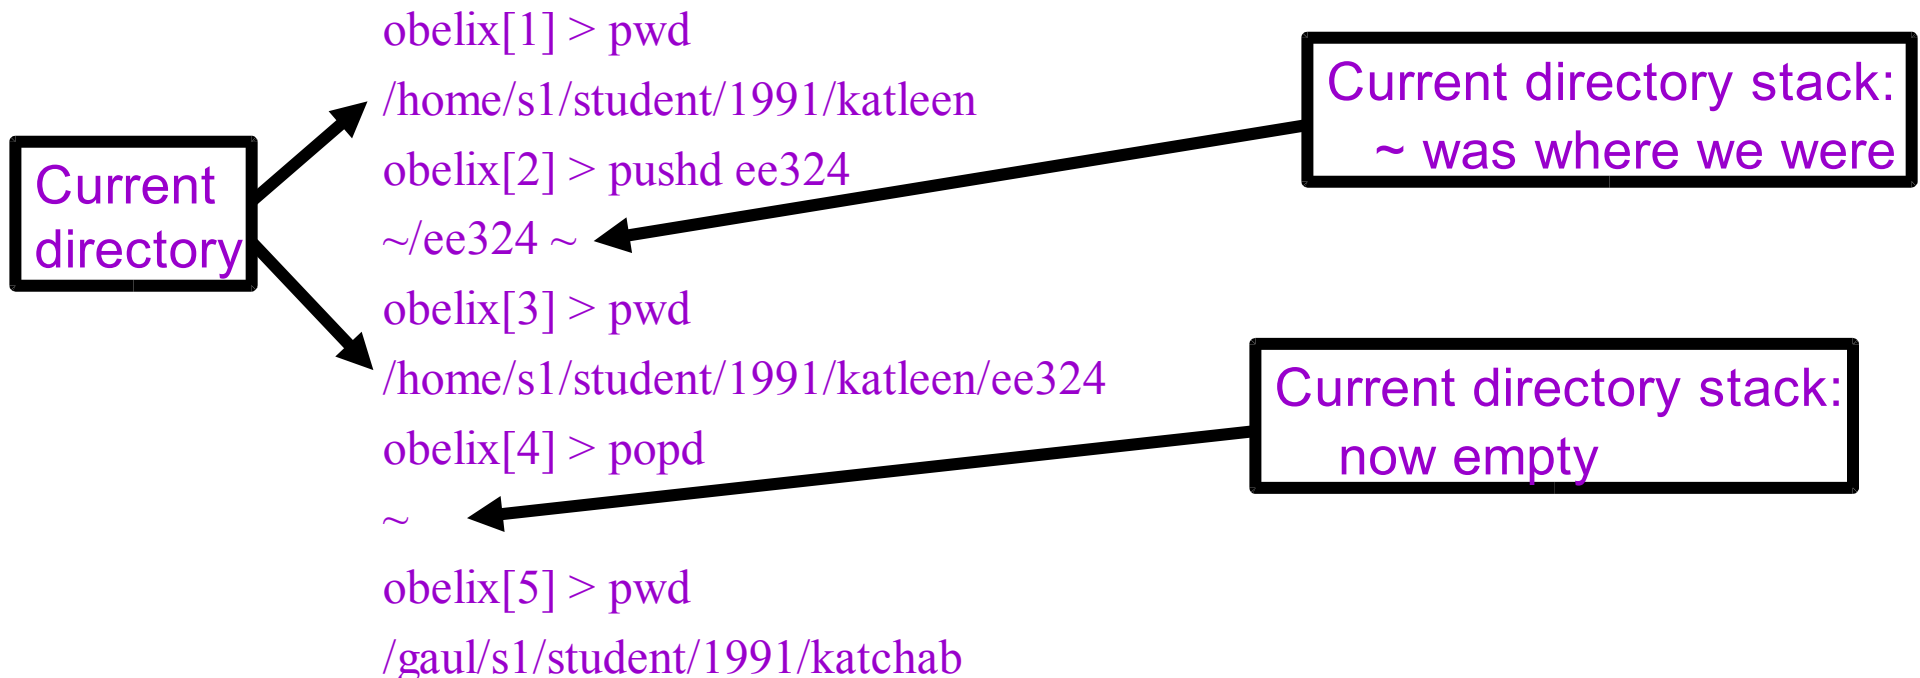 obelix[1] > pwd
/home/s1/student/1991/katleen
obelix[2] > pushd ee324
~/ee324 ~
obelix[3] > pwd
/home/s1/student/1991/katleen/ee324
obelix[4] > popd
~
obelix[5] > pwd
/gaul/s1/student/1991/katchab
Current
directory
Current directory stack:
~ was where we were
Current directory stack:
now empty